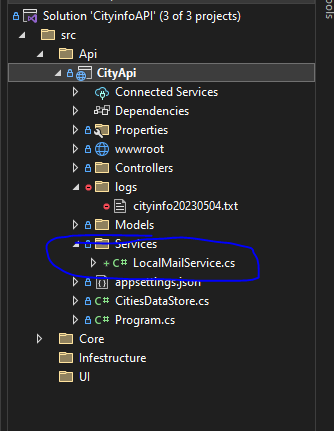 Solution 'CityinfoAPI' (3 of 3 projects)
src
Api
CityApi
Connected Services
Dependencies
Properties
wwwroot
Controllers
logs
cityinfo20230504.txt
Models
Services
C# LocalMailService.cs
appsettings.json
C# CitiesDataStore.cs
C# Program.cs
Core
Infestructure
UI
ools